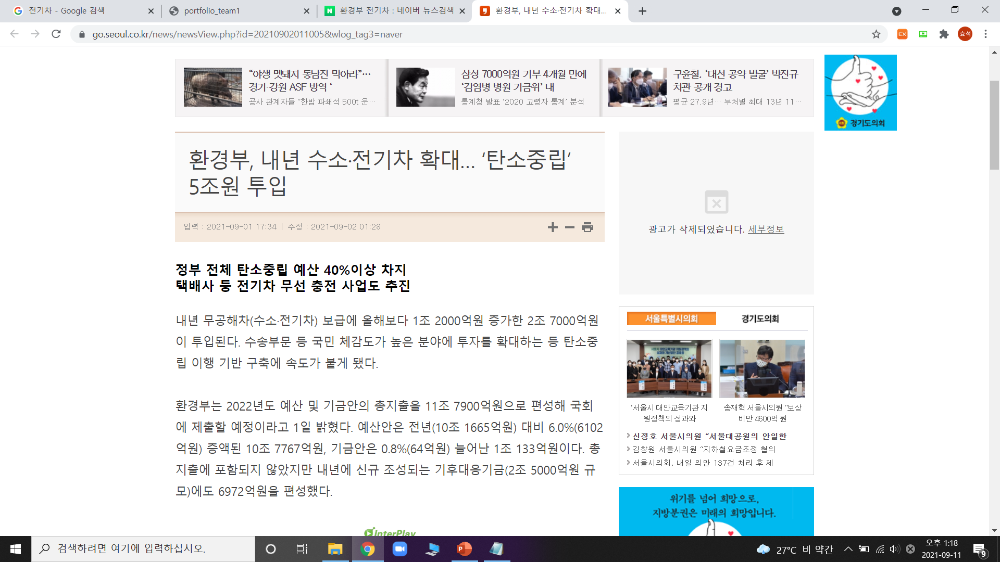 전기차 - Google 검색
portfolio_team1
환경부 전기차 : 네이버 뉴스검색
환경부, 내년 수소·전기차 확대...
go.seoul.co.kr/news/newsView.php?id=20210902011005&wlog_tag3=naver
EX
N
효석
“야생 멧돼지 동남진 막아라”…
경기·강원 ASF 방역 ‘
공사 관계자들 “한밤 파쇄석 500t 운…
삼성 7000억원 기부 4개월 만에
‘감염병 병원 기금위’ 내
통계청 발표 ‘2020 고령자 통계’ 분석
구윤철, ‘대선 공약 발굴’ 박진규
차관 공개 경고
평균 27.9년… 부처별 최대 13년 11…
경기도의회
환경부, 내년 수소·전기차 확대... ‘탄소중립’
5조원 투입
입력 : 2021-09-01 17:34 | 수정 : 2021-09-02 01:28
광고가 삭제되었습니다. 세부정보
정부 전체 탄소중립 예산 40%이상 차지
택배사 등 전기차 무선 충전 사업도 추진
내년 무공해차(수소·전기차) 보급에 올해보다 1조 2000억원 증가한 2조 7000억원
이 투입된다. 수송부문 등 국민 체감도가 높은 분야에 투자를 확대하는 등 탄소중
립 이행 기반 구축에 속도가 붙게 됐다.
환경부는 2022년도 예산 및 기금안의 총지출을 11조 7900억원으로 편성해 국회
에 제출할 예정이라고 1일 밝혔다. 예산안은 전년(10조 1665억원) 대비 6.0%(6102
억원) 증액된 10조 7767억원, 기금안은 0.8%(64억원) 늘어난 1조 133억원이다. 총
지출에 포함되지 않았지만 내년에 신규 조성되는 기후대응기금(2조 5000억원 규
모)에도 6972억원을 편성했다.
InterPlay
서울특별시의회
경기도의회
서울시 대안교육기관 지원정책의
성과와 개선방안 공유회
‘서울시 대안교육기관 지
원정책의 성과와
송재혁 서울시의원 “보상
비만 4600억 원
신정호 서울시의원 “서울대공원의 안일한
김창원 서울시의원 “지하철요금조정 협의
서울시의회, 내일 의안 137건 처리 후 제
위기를 넘어 희망으로,
지방분권은 미래의 희망입니다.
검색하려면 여기에 입력하십시오.
27°C 비 약간
오후 1:18
2021-09-11
9